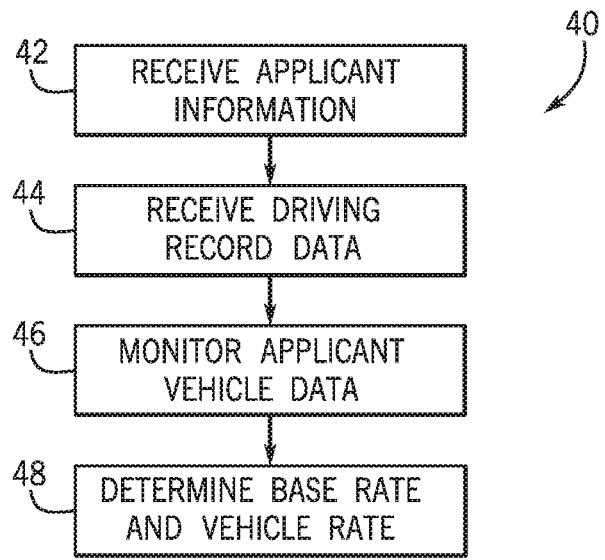 40
42
RECEIVE APPLICANT
INFORMATION
44
RECEIVE DRIVING
RECORD DATA
46
MONITOR APPLICANT
VEHICLE DATA
48
DETERMINE BASE RATE
AND VEHICLE RATE